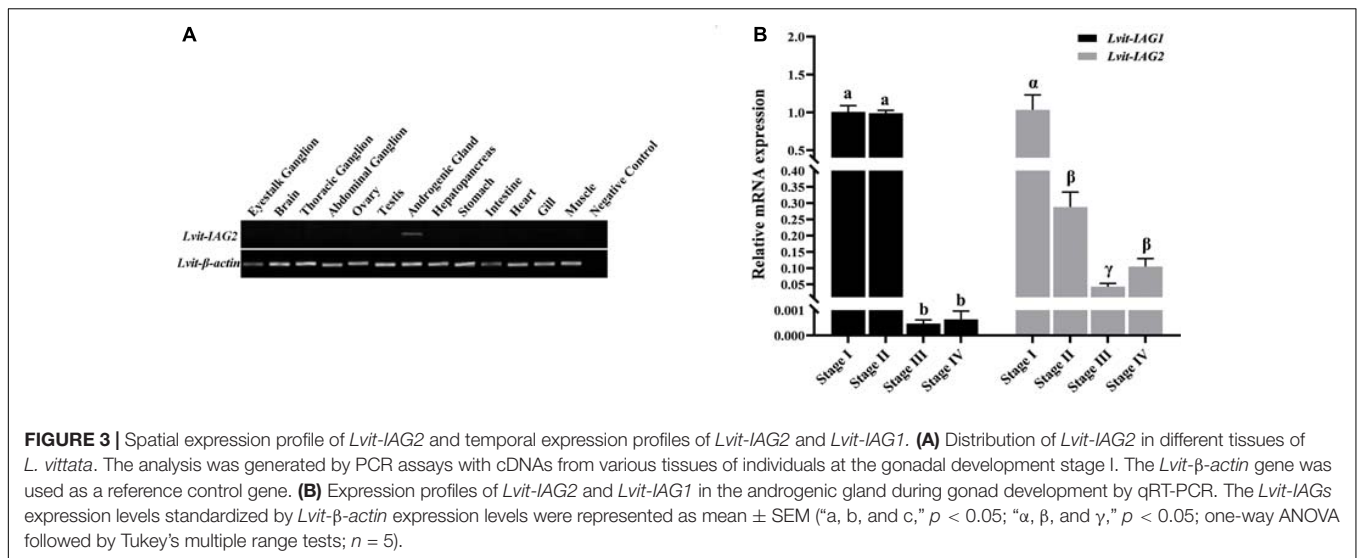 A
Eyestalk Ganglion
Brain
Thoracic Ganglion
Abdominal Ganglion
Ovary
Testis
Androgenic Gland
Hepatopancreas
Stomach
Intestine
Heart
Gill
Muscle
Negative Control
Lvit-IAG2
Lvit-β-actin
B
Relative mRNA expression
2.0
1.5
1.0
0.5
0.40
0.35
0.30
0.25
0.20
0.15
0.10
0.05
0.001
0.000
Lvit-IAG1
Lvit-IAG2
a
a
b
b
α
β
γ
β
Stage I
Stage II
Stage III
Stage IV
Stage I
Stage II
Stage III
Stage IV
FIGURE 3 | Spatial expression profile of Lvit-IAG2 and temporal expression profiles of Lvit-IAG2 and Lvit-IAG1. (A) Distribution of Lvit-IAG2 in different tissues of
L. vittata. The analysis was generated by PCR assays with cDNAs from various tissues of individuals at the gonadal development stage I. The Lvit-β-actin gene was
used as a reference control gene. (B) Expression profiles of Lvit-IAG2 and Lvit-IAG1 in the androgenic gland during gonad development by qRT-PCR. The Lvit-IAGs
expression levels standardized by Lvit-β-actin expression levels were represented as mean ± SEM (“a, b, and c,” p < 0.05; “α, β, and γ,” p < 0.05; one-way ANOVA
followed by Tukey’s multiple range tests; n = 5).